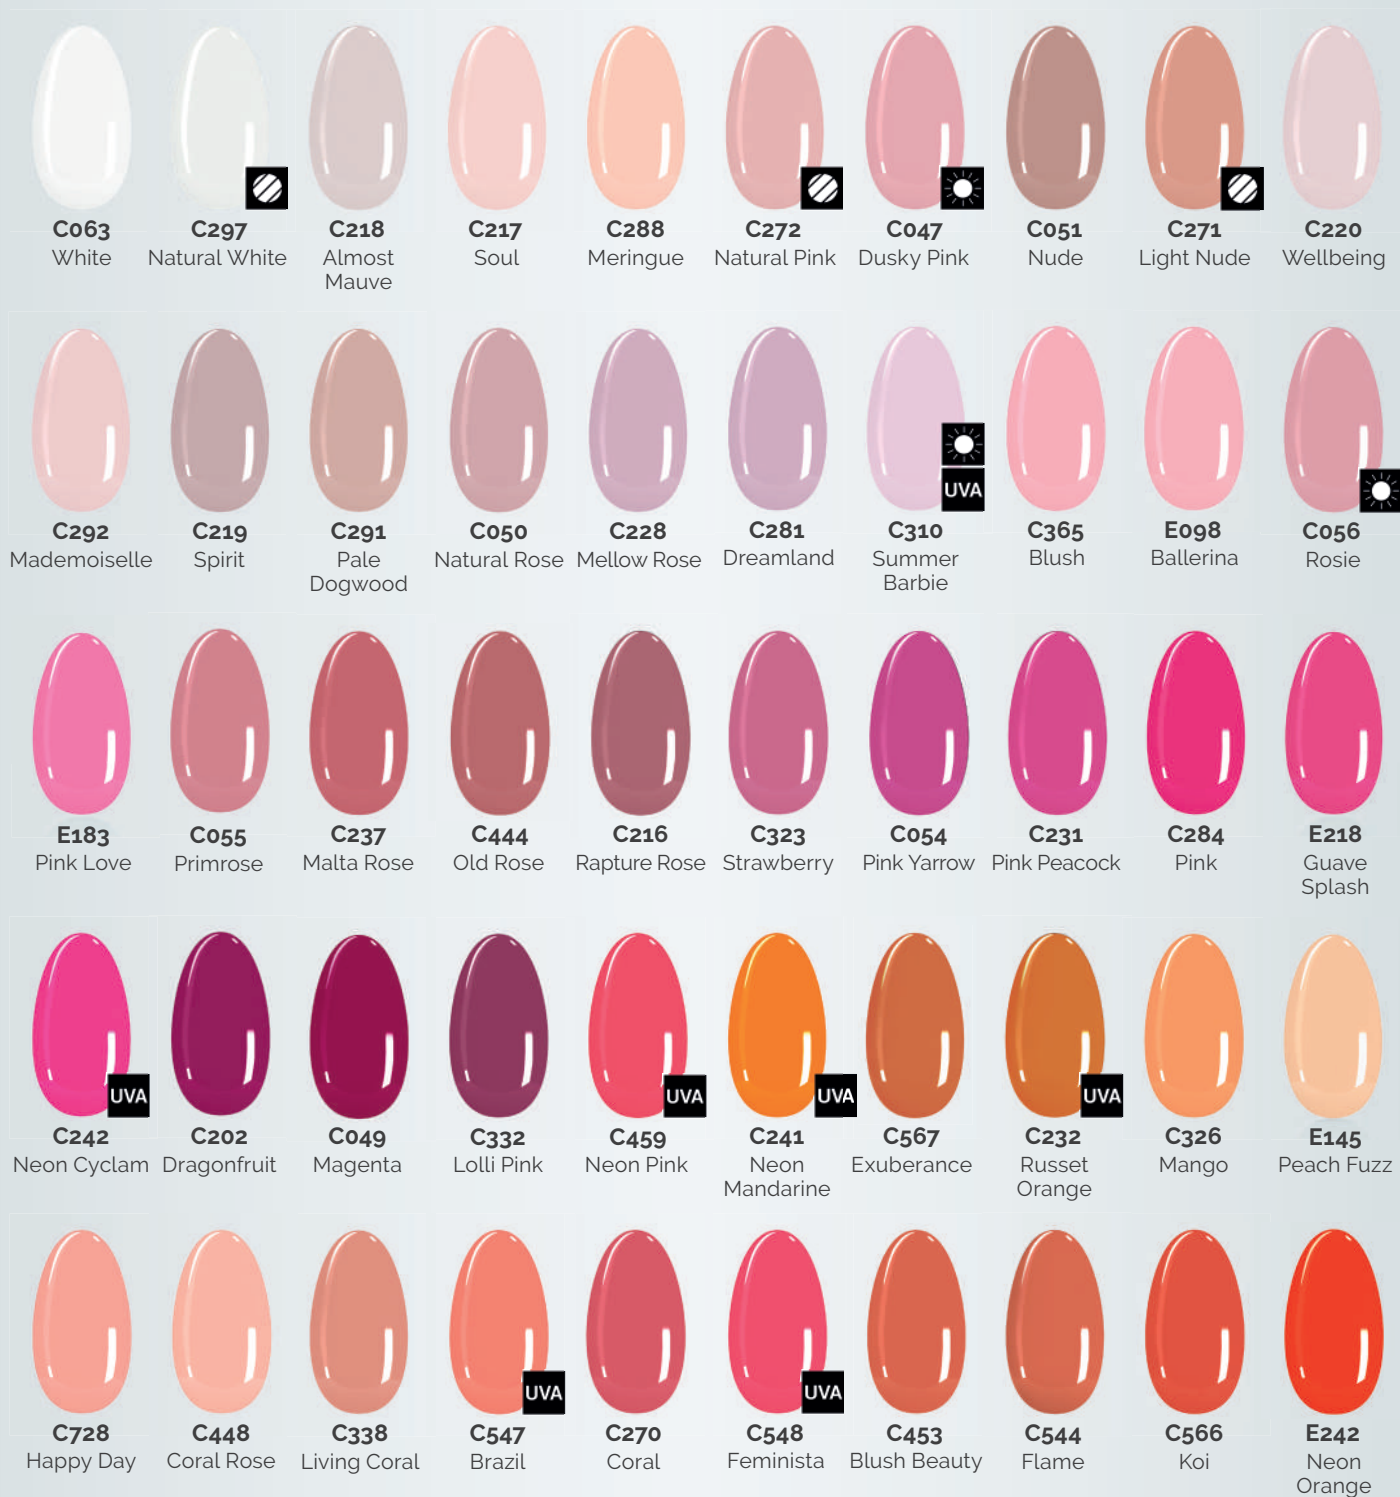 C063 C297 C218 C217 C288 C272 C047 C051 C271 C220
White Natural White Almost Soul Meringue Natural Pink Dusky Pink Nude Light Nude Wellbeing
Mauve
UVA
C292 C219 C291 C050 C228 C281 C310 C365 E098 C056
Mademoiselle Spirit Pale Natural Rose Mellow Rose Dreamland Summer Blush Ballerina Rosie
Dogwood Barbie
E183 C055 C237 C444 C216 C323 C054 C231 C284 E218
Pink Love Primrose Malta Rose Old Rose Rapture Rose Strawberry Pink Yarrow Pink Peacock Pink Guave
Splash
UVA UVA UVA UVA
C242 C202 C049 C332 C459 C241 C567 C232 C326 E145
Neon Cyclam Dragonfruit Magenta Lolli Pink Neon Pink Neon Exuberance Russet Mango Peach Fuzz
Mandarine Orange
UVA UVA
C728 C448 C338 C547 C270 C548 C453 C544 C566 E242
Happy Day Coral Rose Living Coral Brazil Coral Feminista Blush Beauty Flame Koi Neon
Orange